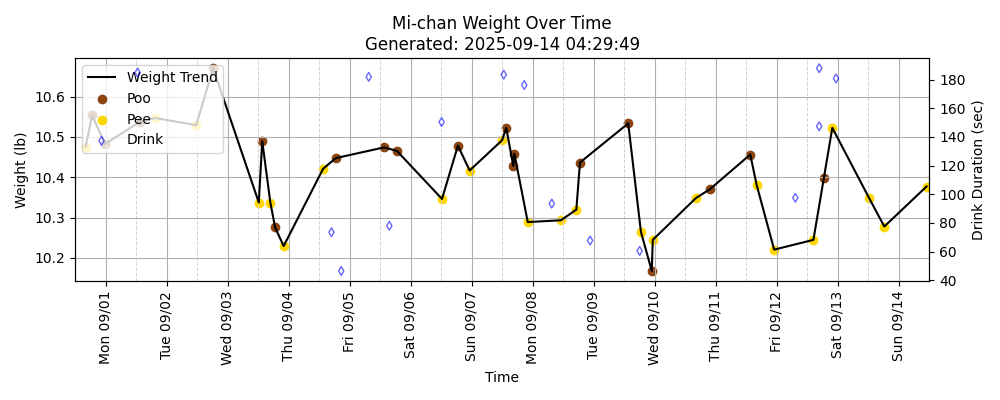 Mi-chan Weight Over Time
Generated: 2025-09-14 04:29:49
Weight (lb)
10.6
10.5
10.4
10.3
10.2
Weight Trend
Poo
Pee
Drink
180
160
140
120
100
80
60
40
Drink Duration (sec)
Mon 09/01
Tue 09/02
Wed 09/03
Thu 09/04
Fri 09/05
Sat 09/06
Sun 09/07
Mon 09/08
Tue 09/09
Wed 09/10
Thu 09/11
Fri 09/12
Sat 09/13
Sun 09/14
Time